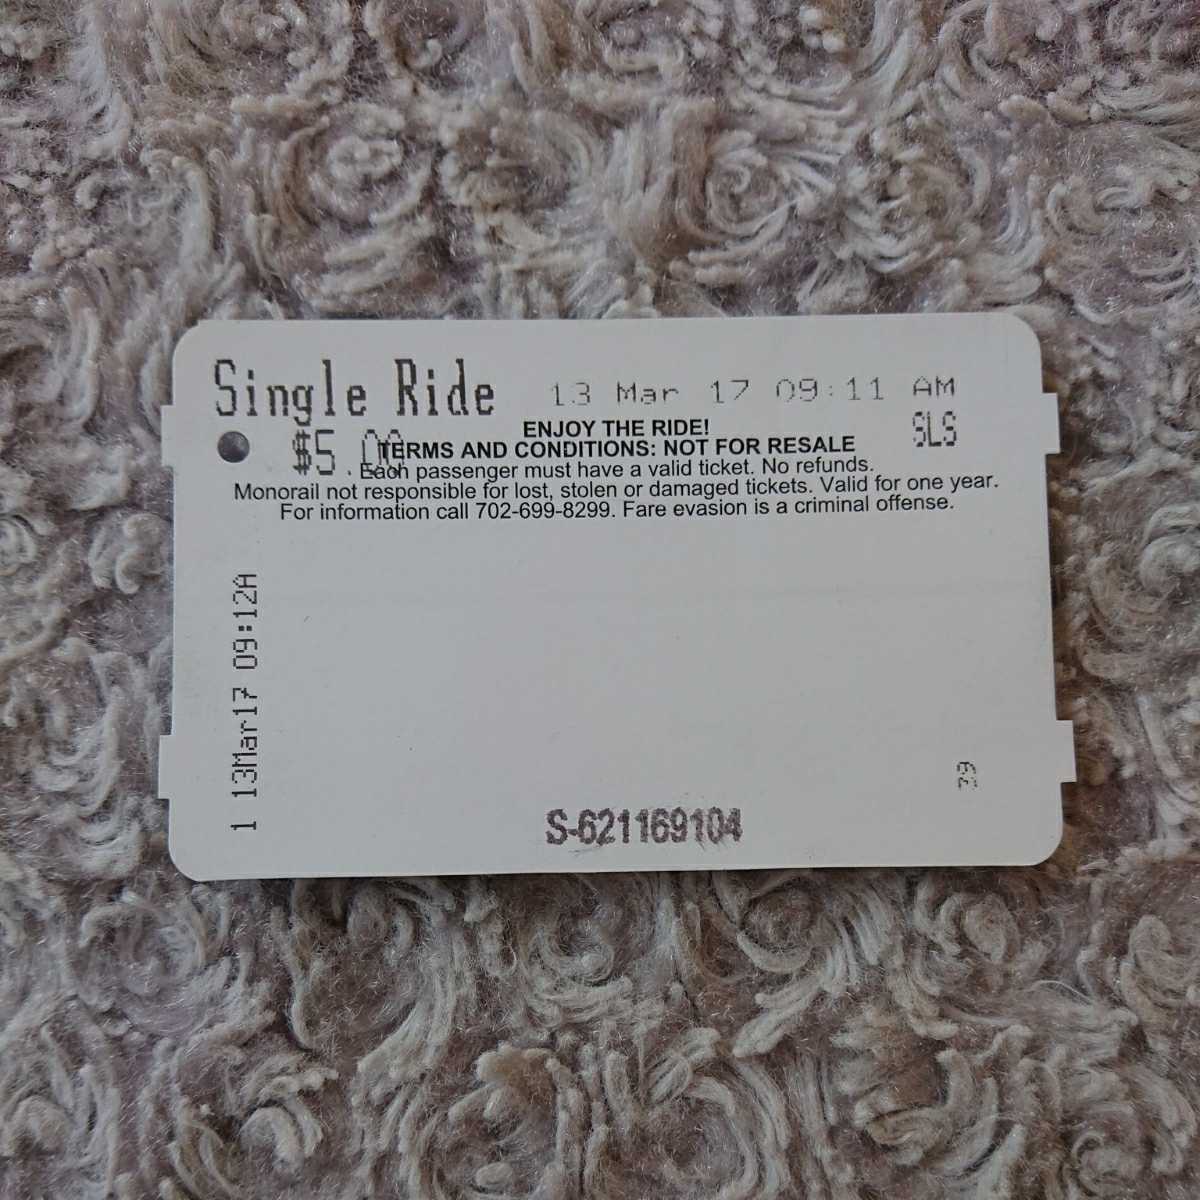 Single Ride 13 Mar 17 09:11 AM
ENJOY THE RIDE!
SLS
$5.00
TERMS AND CONDITIONS: NOT FOR RESALE
Each passenger must have a valid ticket. No refunds.
Monorail not responsible for lost, stolen or damaged tickets. Valid for one year.
For information call 702-699-8299. Fare evasion is a criminal offense.
1 13Mar17 09:12A
39
S-621169104